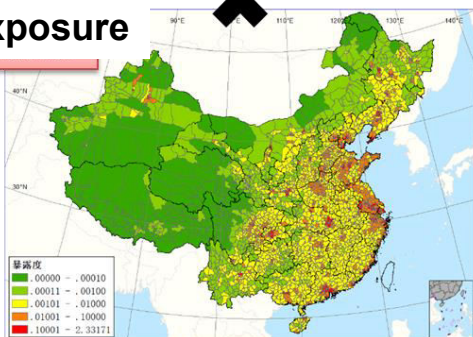 xposure
90°E
100°E
110°E
120°E
130°E
140°E
40°N
30°N
暴露度
.00000 - .00010
.00011 - .00100
.00101 - .01000
.01001 - .10000
.10001 - 2.33171